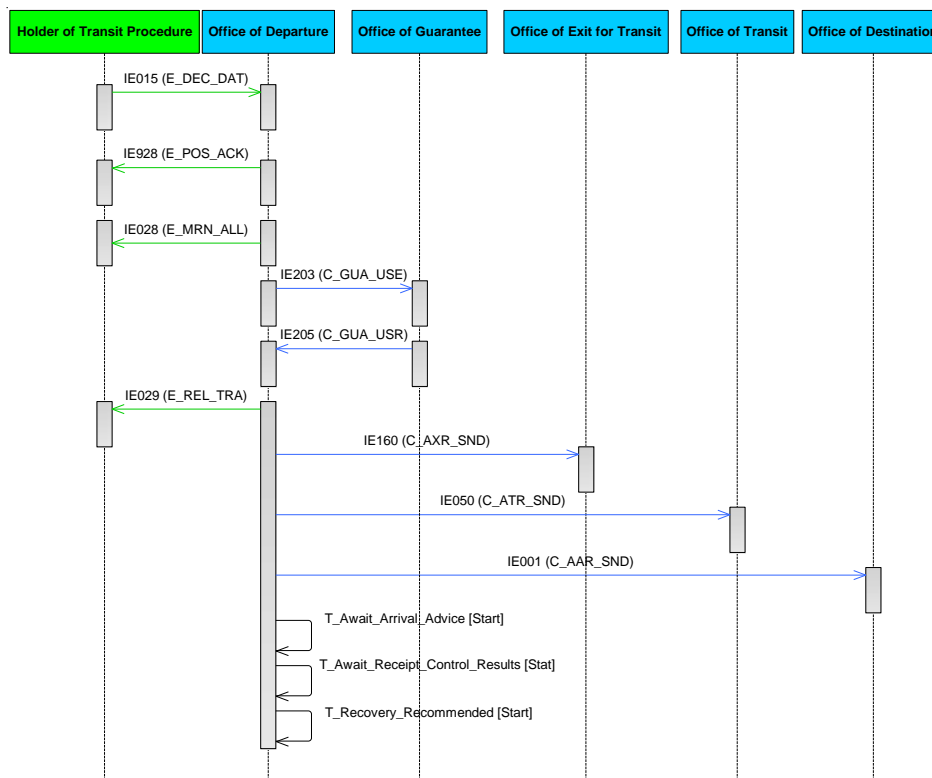 Holder of Transit Procedure
Office of Departure
Office of Guarantee
Office of Exit for Transit
Office of Transit
Office of Destination
IE015 (E_DEC_DAT)
IE928 (E_POS_ACK)
IE028 (E_MRN_ALL)
IE203 (C_GUA_USE)
IE205 (C_GUA_USR)
IE029 (E_REL_TRA)
IE160 (C_AXR_SND)
IE050 (C_ATR_SND)
IE001 (C_AAR_SND)
T_Await_Arrival_Advice [Start]
T_Await_Receipt_Control_Results [Stat]
T_Recovery_Recommended [Start]